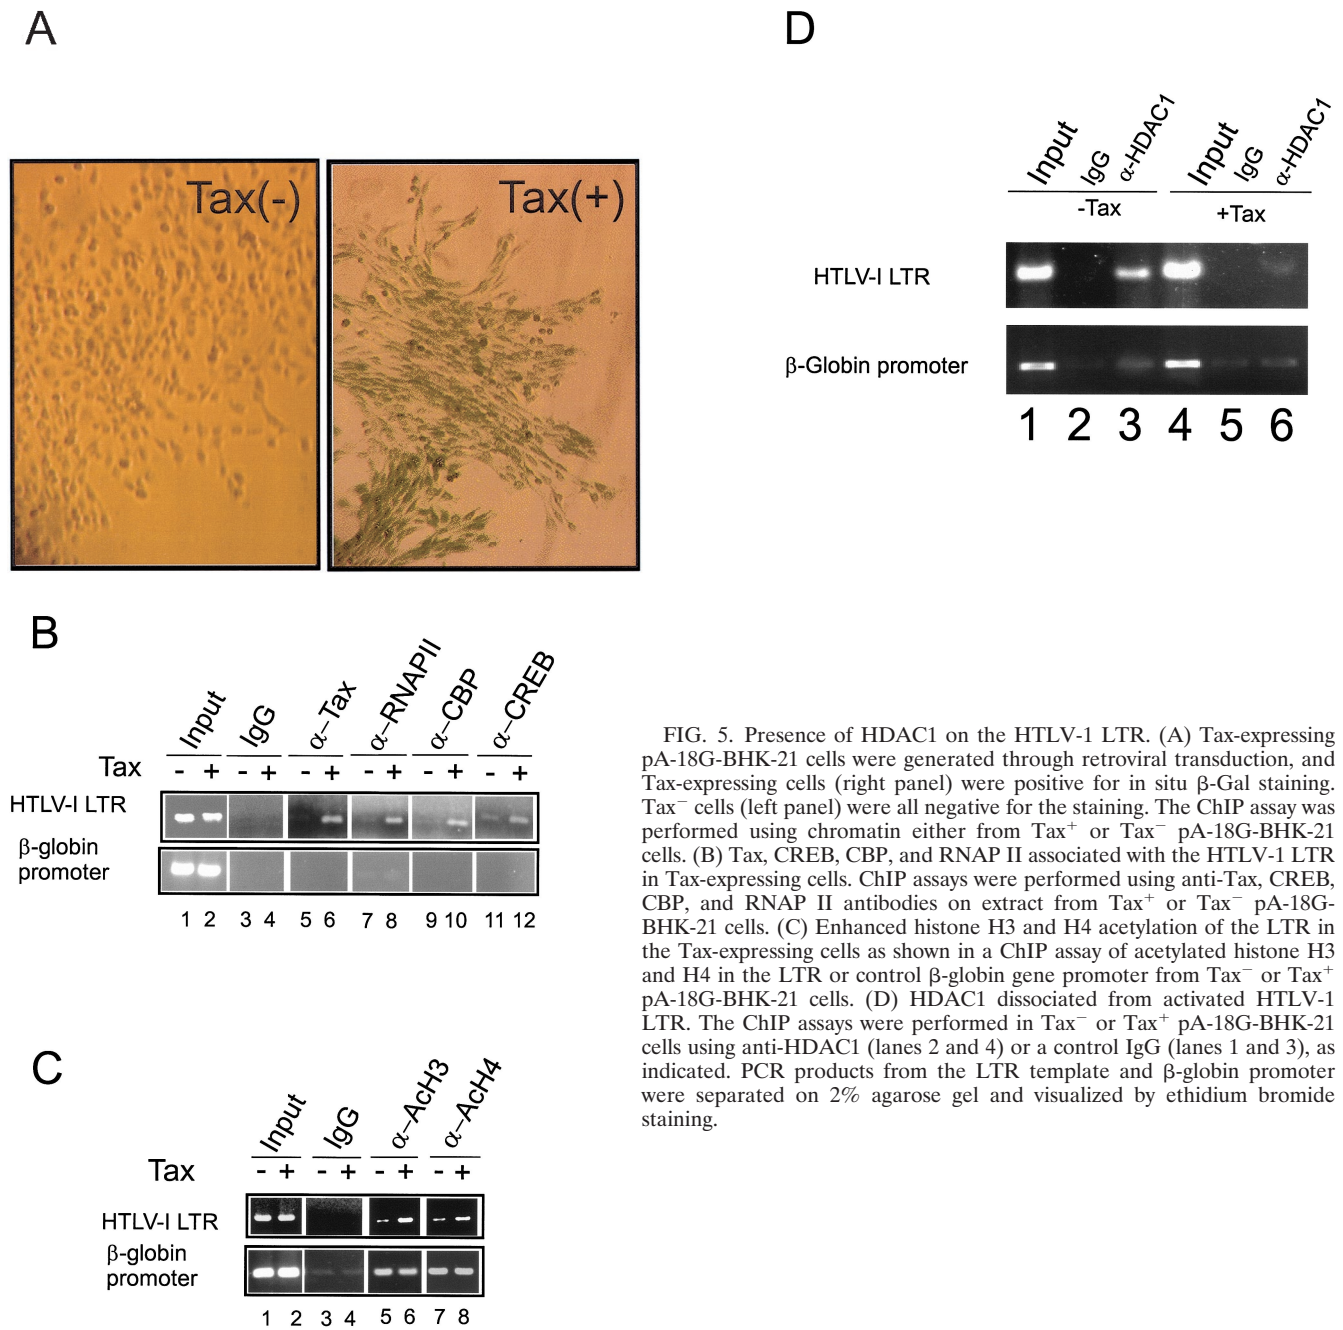 A
Tax(-)
Tax(+)
B
Input
IgG
α–Tax
α–RNAPII
α–CBP
α–CREB
Tax - + - + - + - + - + - +
HTLV-I LTR
β-globin
promoter
1 2 3 4 5 6 7 8 9 10 11 12
C
Input
IgG
α–AcH3
α–AcH4
Tax - + - + - + - +
HTLV-I LTR
β-globin
promoter
1 2 3 4 5 6 7 8
D
Input
IgG
α-HDAC1
Input
IgG
α-HDAC1
-Tax
+Tax
HTLV-I LTR
β-Globin promoter
1 2 3 4 5 6
FIG. 5. Presence of HDAC1 on the HTLV-1 LTR. (A) Tax-expressing
pA-18G-BHK-21 cells were generated through retroviral transduction, and
Tax-expressing cells (right panel) were positive for in situ β-Gal staining.
Tax⁻ cells (left panel) were all negative for the staining. The ChIP assay was
performed using chromatin either from Tax⁺ or Tax⁻ pA-18G-BHK-21
cells. (B) Tax, CREB, CBP, and RNAP II associated with the HTLV-1 LTR
in Tax-expressing cells. ChIP assays were performed using anti-Tax, CREB,
CBP, and RNAP II antibodies on extract from Tax⁺ or Tax⁻ pA-18G-
BHK-21 cells. (C) Enhanced histone H3 and H4 acetylation of the LTR in
the Tax-expressing cells as shown in a ChIP assay of acetylated histone H3
and H4 in the LTR or control β-globin gene promoter from Tax⁻ or Tax⁺
pA-18G-BHK-21 cells. (D) HDAC1 dissociated from activated HTLV-1
LTR. The ChIP assays were performed in Tax⁻ or Tax⁺ pA-18G-BHK-21
cells using anti-HDAC1 (lanes 2 and 4) or a control IgG (lanes 1 and 3), as
indicated. PCR products from the LTR template and β-globin promoter
were separated on 2% agarose gel and visualized by ethidium bromide
staining.